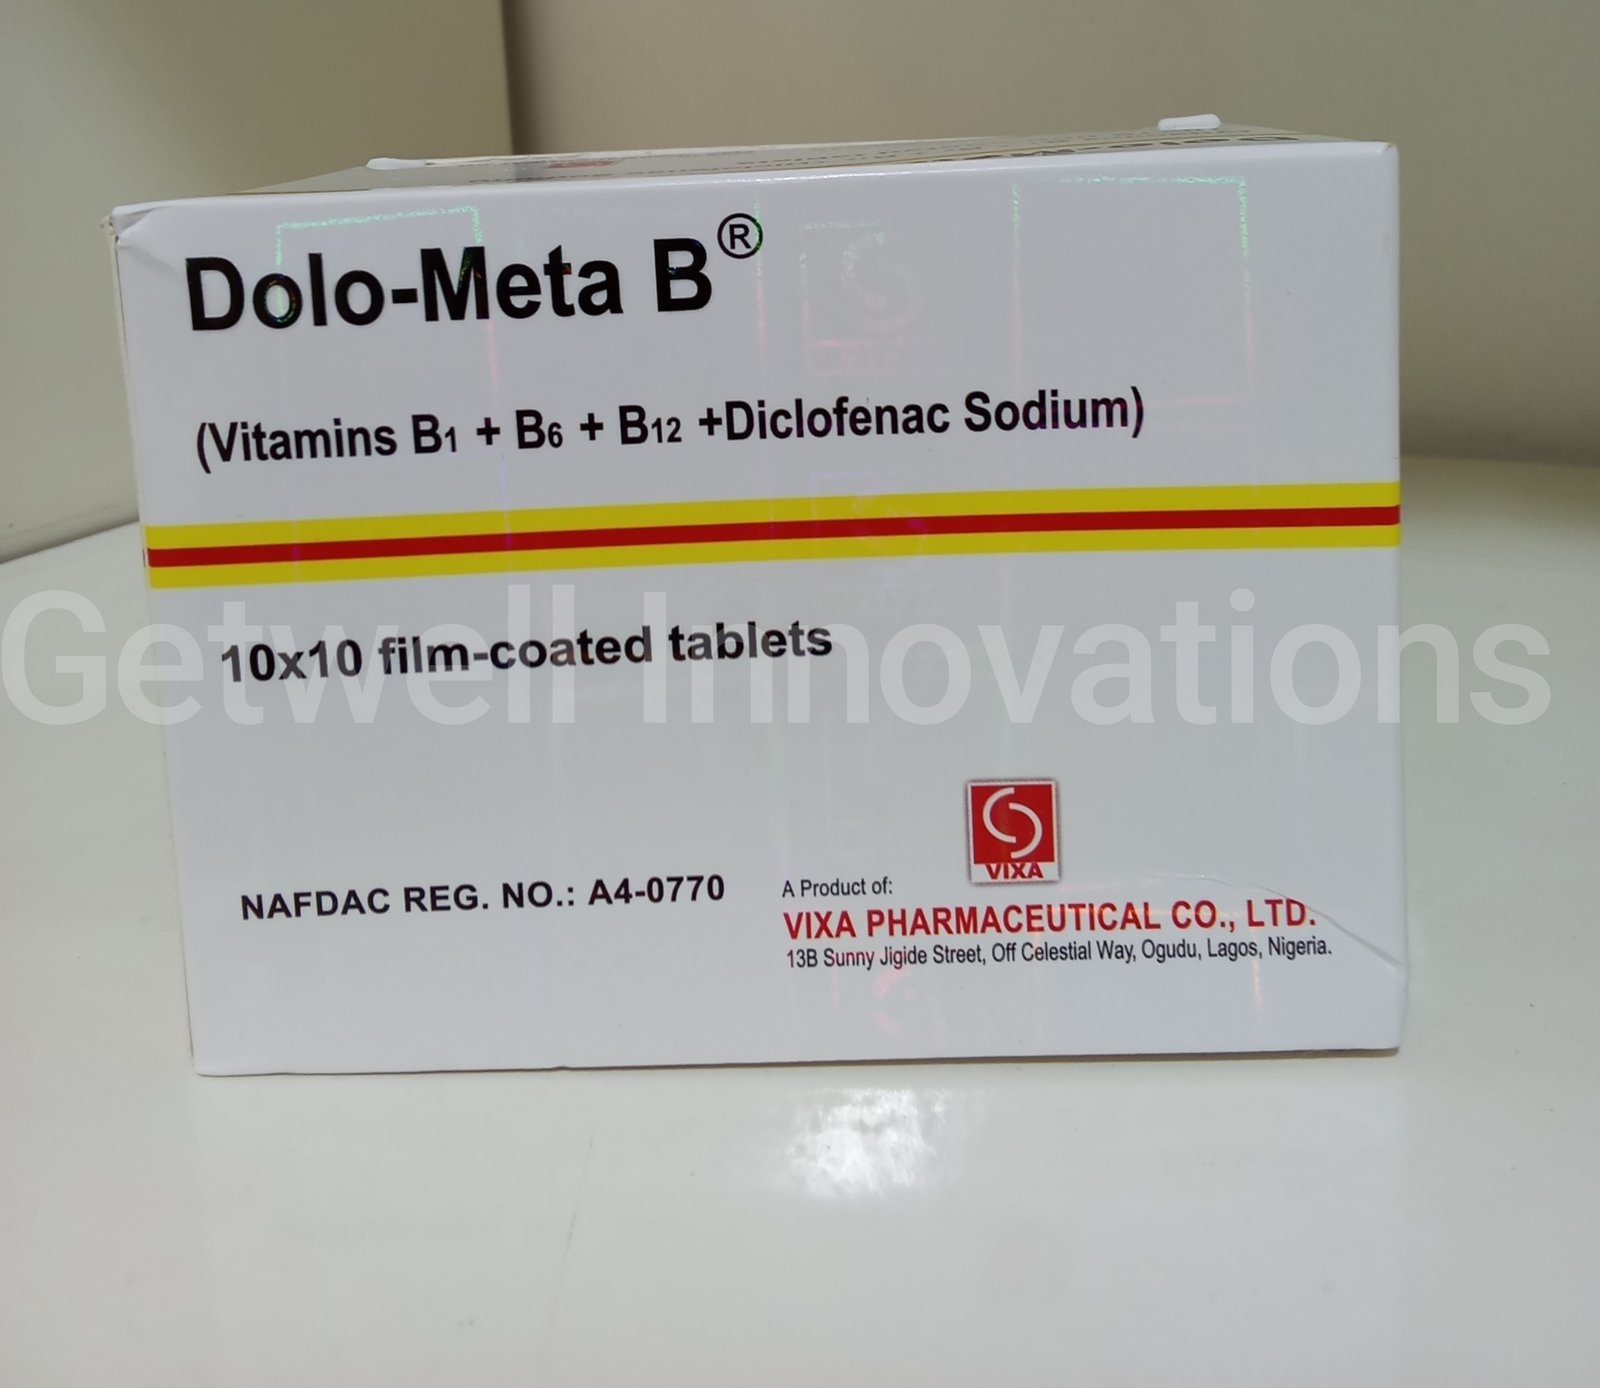 Dolo-Meta B®
(Vitamins B1 + B6 + B12 +Diclofenac Sodium)
10x10 film-coated tablets
Getwell Innovations
VIXA
NAFDAC REG. NO.: A4-0770
A Product of:
VIXA PHARMACEUTICAL CO., LTD.
13B Sunny Jigide Street, Off Celestial Way, Ogudu, Lagos, Nigeria.